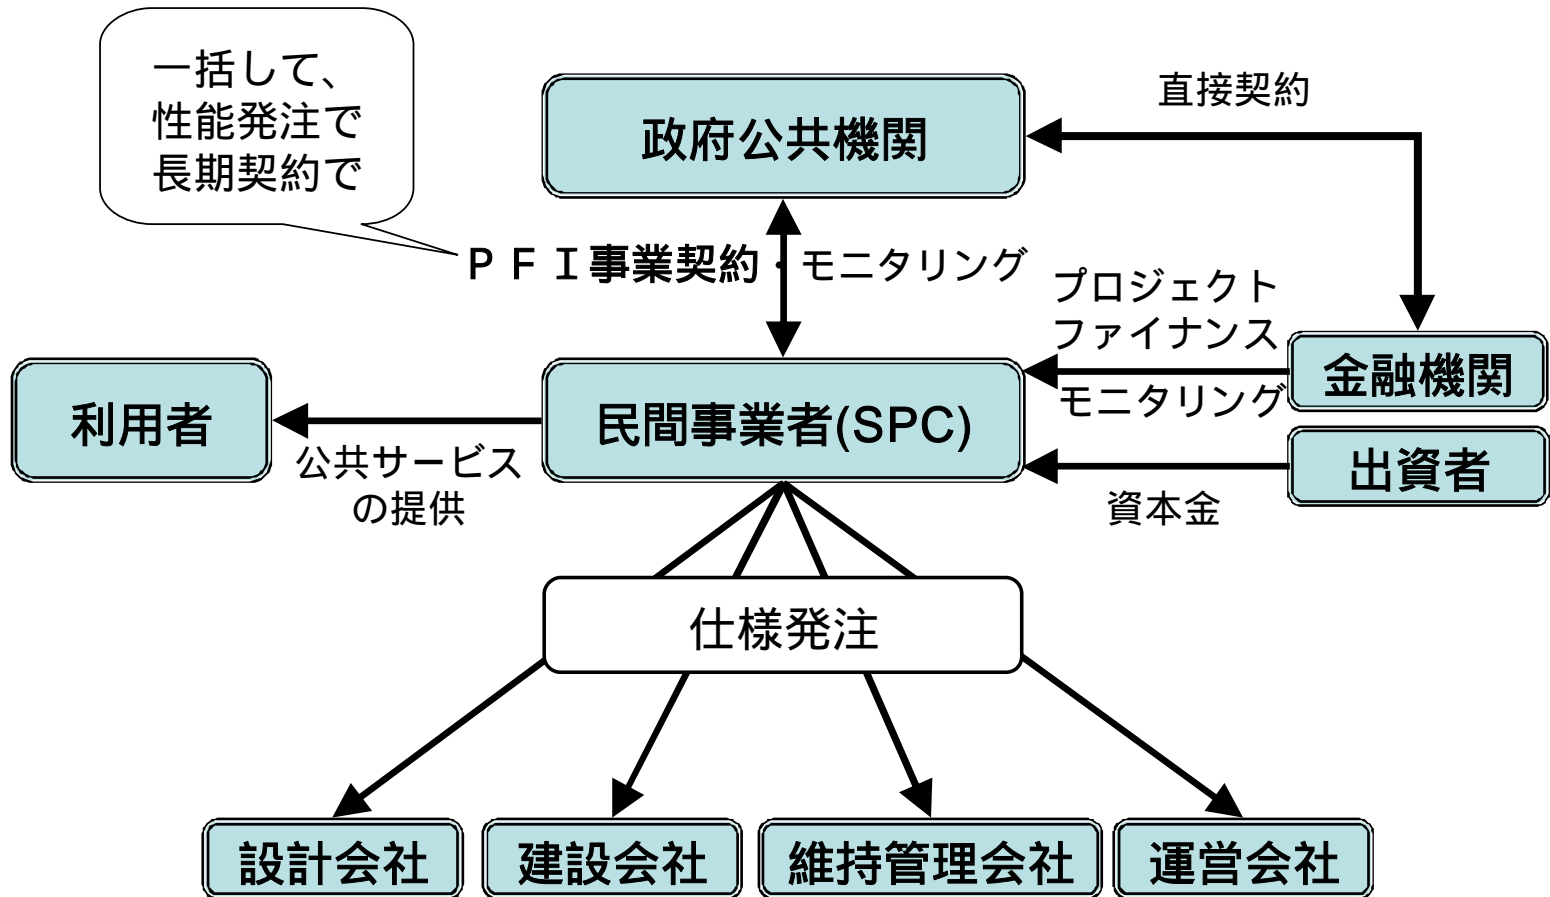 一括して、
性能発注で
長期契約で
政府公共機関
直接契約
ＰＦＩ事業契約・モニタリング
プロジェクト
ファイナンス
モニタリング
金融機関
利用者
民間事業者(SPC)
公共サービス
の提供
出資者
資本金
仕様発注
設計会社
建設会社
維持管理会社
運営会社